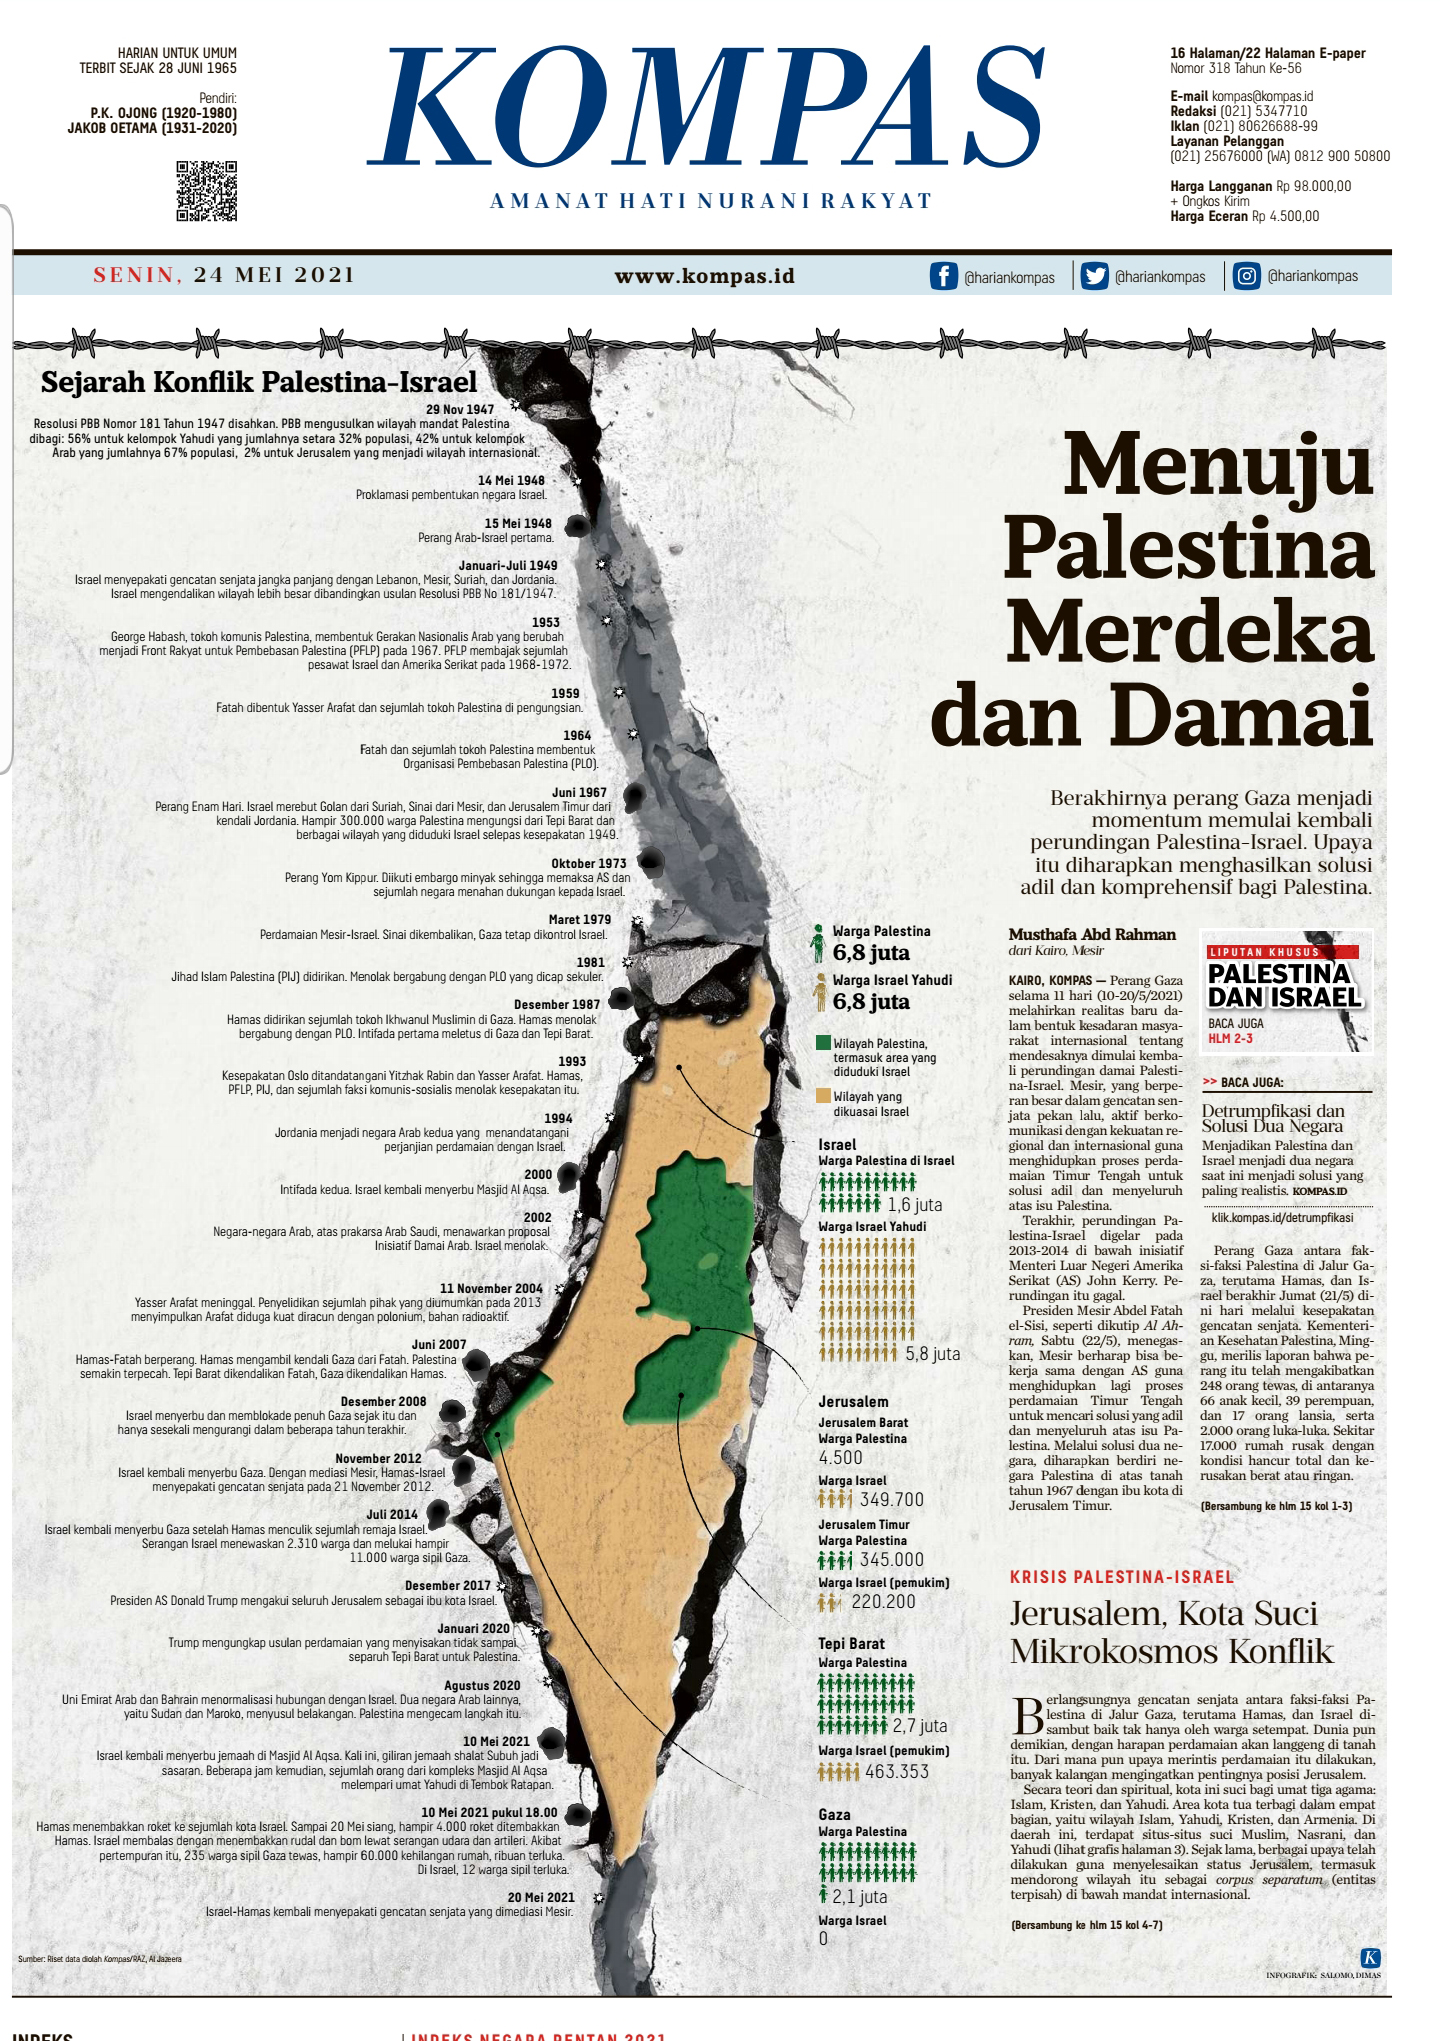 HARIAN UNTUK UMUM
TERBIT SEJAK 28 JUNI 1965
Pendiri:
P.K. OJONG (1920-1980)
JAKOB OETAMA (1931-2020)
KOMPAS
AMANAT HATI NURANI RAKYAT
16 Halaman/22 Halaman E-paper
Nomor 318 Tahun Ke-56
E-mail kompas@kompas.id
Redaksi (021) 5347710
Iklan (021) 80626688-99
Layanan Pelanggan
(021) 25676000 (WA) 0812 900 50800
Harga Langganan Rp 98.000,00
+ Ongkos Kirim
Harga Eceran Rp 4.500,00
SENIN, 24 MEI 2021
www.kompas.id
@hariankompas
@hariankompas
@hariankompas
Sejarah Konflik Palestina-Israel
29 Nov 1947
Resolusi PBB Nomor 181 Tahun 1947 disahkan. PBB mengusulkan wilayah mandat Palestina
dibagi: 56% untuk kelompok Yahudi yang jumlahnya setara 32% populasi, 42% untuk kelompok
Arab yang jumlahnya 67% populasi, 2% untuk Jerusalem yang menjadi wilayah internasional.
14 Mei 1948
Proklamasi pembentukan negara Israel.
15 Mei 1948
Perang Arab-Israel pertama.
Januari-Juli 1949
Israel menyepakati gencatan senjata jangka panjang dengan Lebanon, Mesir, Suriah, dan Jordania.
Israel mengendalikan wilayah lebih besar dibandingkan usulan Resolusi PBB No 181/1947.
1953
George Habash, tokoh komunis Palestina, membentuk Gerakan Nasionalis Arab yang berubah
menjadi Front Rakyat untuk Pembebasan Palestina (PFLP) pada 1967. PFLP membajak sejumlah
pesawat Israel dan Amerika Serikat pada 1968-1972.
1959
Fatah dibentuk Yasser Arafat dan sejumlah tokoh Palestina di pengungsian.
1964
Fatah dan sejumlah tokoh Palestina membentuk
Organisasi Pembebasan Palestina (PLO).
Juni 1967
Perang Enam Hari. Israel merebut Golan dari Suriah, Sinai dari Mesir, dan Jerusalem Timur dari
kendali Jordania. Hampir 300.000 warga Palestina mengungsi dari Tepi Barat dan
berbagai wilayah yang diduduki Israel selepas kesepakatan 1949.
Oktober 1973
Perang Yom Kippur. Diikuti embargo minyak sehingga memaksa AS dan
sejumlah negara menahan dukungan kepada Israel.
Maret 1979
Perdamaian Mesir-Israel. Sinai dikembalikan, Gaza tetap dikontrol Israel.
1981
Jihad Islam Palestina (PIJ) didirikan. Menolak bergabung dengan PLO yang dicap sekuler.
Desember 1987
Hamas didirikan sejumlah tokoh Ikhwanul Muslimin di Gaza. Hamas menolak
bergabung dengan PLO. Intifada pertama meletus di Gaza dan Tepi Barat.
1993
Kesepakatan Oslo ditandatangani Yitzhak Rabin dan Yasser Arafat. Hamas,
PFLP, PIJ, dan sejumlah faksi komunis-sosialis menolak kesepakatan itu.
1994
Jordania menjadi negara Arab kedua yang menandatangani
perjanjian perdamaian dengan Israel.
2000
Intifada kedua. Israel kembali menyerbu Masjid Al Aqsa.
2002
Negara-negara Arab, atas prakarsa Arab Saudi, menawarkan proposal
Inisiatif Damai Arab. Israel menolak.
11 November 2004
Yasser Arafat meninggal. Penyelidikan sejumlah pihak yang diumumkan pada 2013
menyimpulkan Arafat diduga kuat diracun dengan polonium, bahan radioaktif.
Juni 2007
Hamas-Fatah berperang. Hamas mengambil kendali Gaza dari Fatah. Palestina
semakin terpecah. Tepi Barat dikendalikan Fatah, Gaza dikendalikan Hamas.
Desember 2008
Israel menyerbu dan memblokade penuh Gaza sejak itu dan
hanya sesekali mengurangi dalam beberapa tahun terakhir.
November 2012
Israel kembali menyerbu Gaza. Dengan mediasi Mesir, Hamas-Israel
menyepakati gencatan senjata pada 21 November 2012.
Juli 2014
Israel kembali menyerbu Gaza setelah Hamas menculik sejumlah remaja Israel.
Serangan Israel menewaskan 2.310 warga dan melukai hampir
11.000 warga sipil Gaza.
Desember 2017
Presiden AS Donald Trump mengakui seluruh Jerusalem sebagai ibu kota Israel.
Januari 2020
Trump mengungkap usulan perdamaian yang menyisakan tidak sampai
separuh Tepi Barat untuk Palestina.
Agustus 2020
Uni Emirat Arab dan Bahrain menormalisasi hubungan dengan Israel. Dua negara Arab lainnya,
yaitu Sudan dan Maroko, menyusul belakangan. Palestina mengecam langkah itu.
10 Mei 2021
Israel kembali menyerbu jemaah di Masjid Al Aqsa. Kali ini, giliran jemaah shalat Subuh jadi
sasaran. Beberapa jam kemudian, sejumlah orang dari kompleks Masjid Al Aqsa
melempari umat Yahudi di Tembok Ratapan.
10 Mei 2021 pukul 18.00
Hamas menembakkan roket ke sejumlah kota Israel. Sampai 20 Mei siang, hampir 4.000 roket ditembakkan
Hamas. Israel membalas dengan menembakkan rudal dan bom lewat serangan udara dan artileri. Akibat
pertempuran itu, 235 warga sipil Gaza tewas, hampir 60.000 kehilangan rumah, ribuan terluka.
Di Israel, 12 warga sipil terluka.
20 Mei 2021
Israel-Hamas kembali menyepakati gencatan senjata yang dimediasi Mesir.
Sumber: Riset data diolah Kompas/RAZ, Al Jazeera
Warga Palestina
6,8 juta
Warga Israel Yahudi
6,8 juta
Wilayah Palestina,
termasuk area yang
diduduki Israel
Wilayah yang
dikuasai Israel
Israel
Warga Palestina di Israel
1,6 juta
Warga Israel Yahudi
5,8 juta
Jerusalem
Jerusalem Barat
Warga Palestina
4.500
Warga Israel
349.700
Jerusalem Timur
Warga Palestina
345.000
Warga Israel (pemukim)
220.200
Tepi Barat
Warga Palestina
2,7 juta
Warga Israel (pemukim)
463.353
Gaza
Warga Palestina
2,1 juta
Warga Israel
0
Menuju
Palestina
Merdeka
dan Damai
Berakhirnya perang Gaza menjadi
momentum memulai kembali
perundingan Palestina-Israel. Upaya
itu diharapkan menghasilkan solusi
adil dan komprehensif bagi Palestina.
Musthafa Abd Rahman
dari Kairo, Mesir
KAIRO, KOMPAS — Perang Gaza
selama 11 hari (10-20/5/2021)
melahirkan realitas baru da-
lam bentuk kesadaran masya-
rakat internasional tentang
mendesaknya dimulai kemba-
li perundingan damai Palesti-
na-Israel. Mesir, yang berpe-
ran besar dalam gencatan sen-
jata pekan lalu, aktif berko-
munikasi dengan kekuatan re-
gional dan internasional guna
menghidupkan proses perda-
maian Timur Tengah untuk
solusi adil dan menyeluruh
atas isu Palestina.
Terakhir, perundingan Pa-
lestina-Israel digelar pada
2013-2014 di bawah inisiatif
Menteri Luar Negeri Amerika
Serikat (AS) John Kerry. Pe-
rundingan itu gagal.
Presiden Mesir Abdel Fatah
el-Sisi, seperti dikutip Al Ah-
ram, Sabtu (22/5), menegas-
kan, Mesir berharap bisa be-
kerja sama dengan AS guna
menghidupkan lagi proses
perdamaian Timur Tengah
untuk mencari solusi yang adil
dan menyeluruh atas isu Pa-
lestina. Melalui solusi dua ne-
gara, diharapkan berdiri ne-
gara Palestina di atas tanah
tahun 1967 dengan ibu kota di
Jerusalem Timur.
LIPUTAN KHUSUS
PALESTINA
DAN ISRAEL
BACA JUGA
HLM 2-3
>> BACA JUGA:
Detrumpfikasi dan
Solusi Dua Negara
Menjadikan Palestina dan
Israel menjadi dua negara
saat ini menjadi solusi yang
paling realistis. KOMPAS.ID
klik.kompas.id/detrumpfikasi
Perang Gaza antara fak-
si-faksi Palestina di Jalur Ga-
za, terutama Hamas, dan Is-
rael berakhir Jumat (21/5) di-
ni hari melalui kesepakatan
gencatan senjata. Kementeri-
an Kesehatan Palestina, Ming-
gu, merilis laporan bahwa pe-
rang itu telah mengakibatkan
248 orang tewas, di antaranya
66 anak kecil, 39 perempuan,
dan 17 orang lansia, serta
2.000 orang luka-luka. Sekitar
17.000 rumah rusak dengan
kondisi hancur total dan ke-
rusakan berat atau ringan.
(Bersambung ke hlm 15 kol 1-3)
KRISIS PALESTINA-ISRAEL
Jerusalem, Kota Suci
Mikrokosmos Konflik
Berlangsungnya gencatan senjata antara faksi-faksi Pa-
lestina di Jalur Gaza, terutama Hamas, dan Israel di-
sambut baik tak hanya oleh warga setempat. Dunia pun
demikian, dengan harapan perdamaian akan langgeng di tanah
itu. Dari mana pun upaya merintis perdamaian itu dilakukan,
banyak kalangan mengingatkan pentingnya posisi Jerusalem.
Secara teori dan spiritual, kota ini suci bagi umat tiga agama:
Islam, Kristen, dan Yahudi. Area kota tua terbagi dalam empat
bagian, yaitu wilayah Islam, Yahudi, Kristen, dan Armenia. Di
daerah ini, terdapat situs-situs suci Muslim, Nasrani, dan
Yahudi (lihat grafis halaman 3). Sejak lama, berbagai upaya telah
dilakukan guna menyelesaikan status Jerusalem, termasuk
mendorong wilayah itu sebagai corpus separatum (entitas
terpisah) di bawah mandat internasional.
(Bersambung ke hlm 15 kol 4-7)
K
INFOGRAFIK: SALOMO, DIMAS
INDEKS
INDEKS NEGARA RENTAN 2021